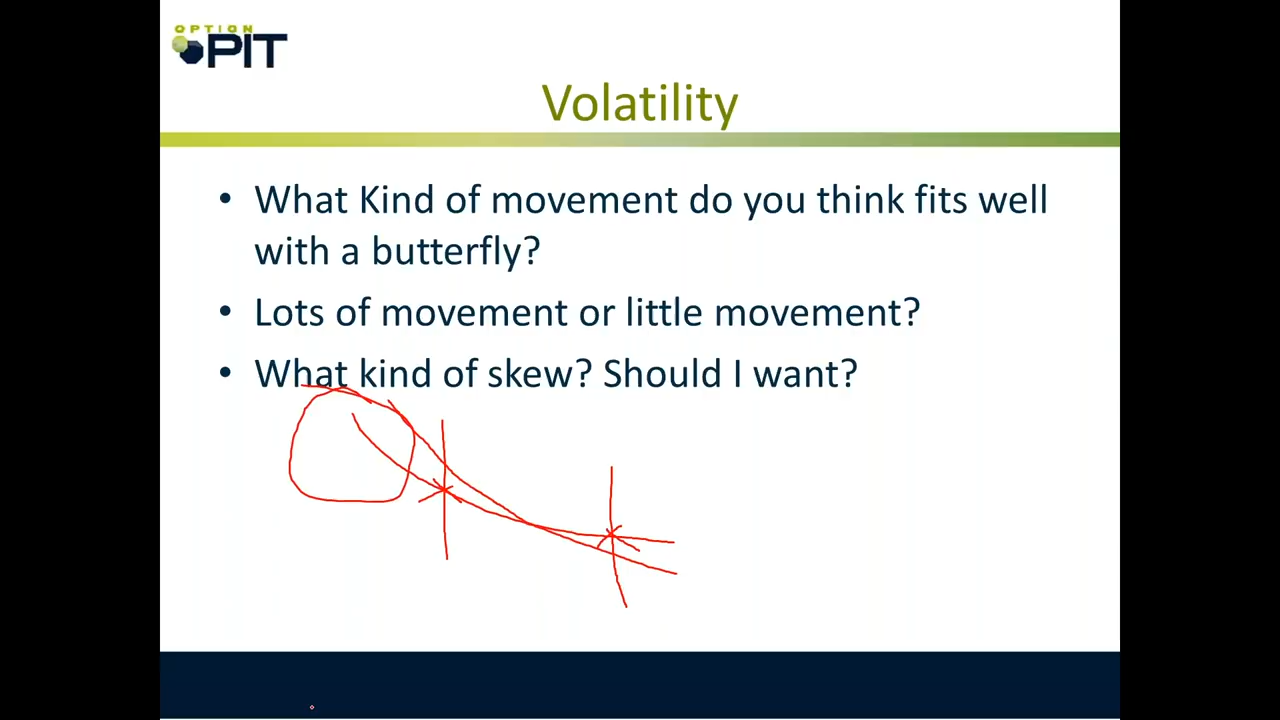 OPTION
PIT
Volatility
• What Kind of movement do you think fits well
with a butterfly?
• Lots of movement or little movement?
• What kind of skew? Should I want?